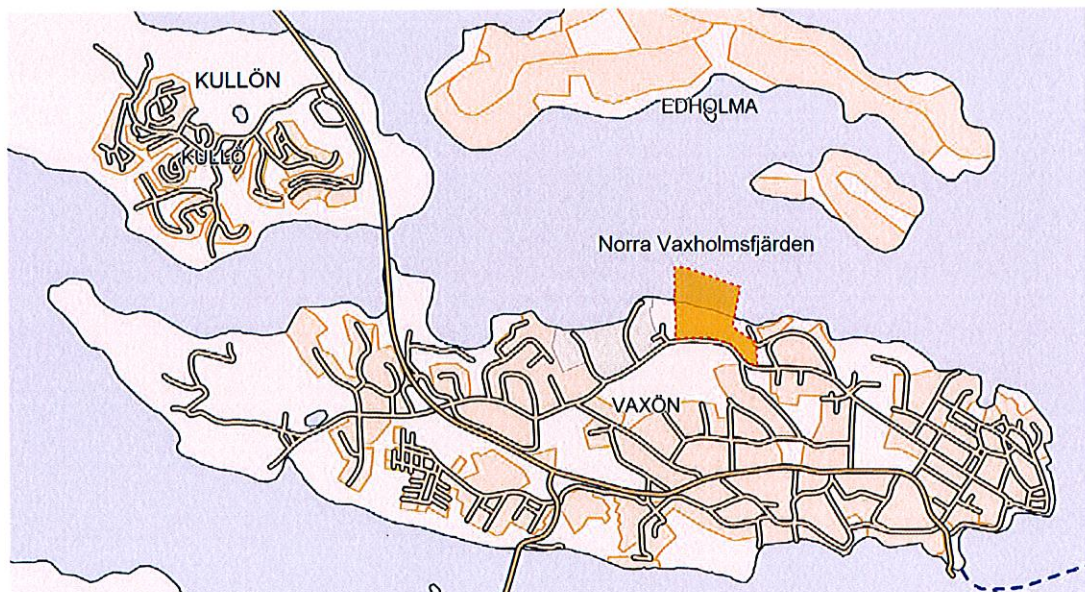 KULLÖN
EDHOLMA
KULLÖ
Norra Vaxholmsfjärden
VAXÖN